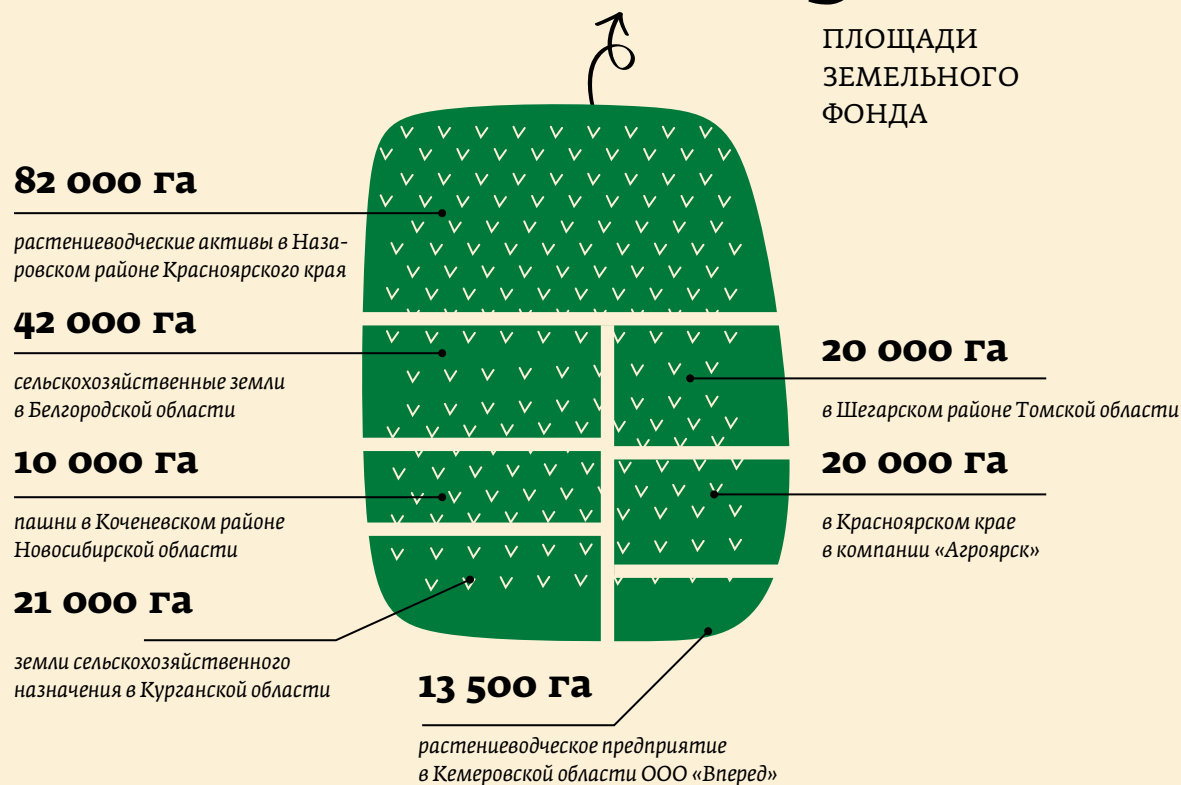 ПЛОЩАДИ
ЗЕМЕЛЬНОГО
ФОНДА
82 000 га
растениеводческие активы в Наза-
ровском районе Красноярского края
42 000 га
сельскохозяйственные земли
в Белгородской области
10 000 га
пашни в Коченевском районе
Новосибирской области
21 000 га
земли сельскохозяйственного
назначения в Курганской области
20 000 га
в Шегарском районе Томской области
20 000 га
в Красноярском крае
в компании «Агроярск»
13 500 га
растениеводческое предприятие
в Кемеровской области ООО «Вперед»